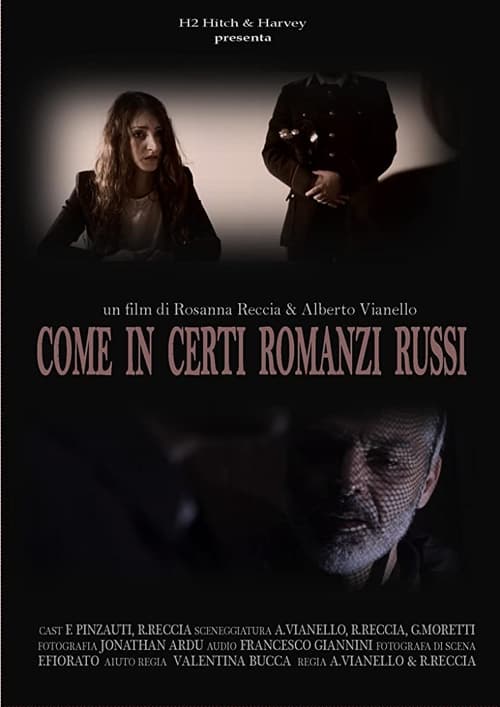 H2 Hitch & Harvey
presenta
un film di Rosanna Reccia & Alberto Vianello
COME IN CERTI ROMANZI RUSSI
CAST F. PINZAUTI, R.RECCIA SCENEGGIATURA A.VIANELLO, R.RECCIA, G.MORETTI
FOTOGRAFIA JONATHAN ARDU AUDIO FRANCESCO GIANNINI FOTOGRAFA DI SCENA
F.FIORATO AIUTO REGIA VALENTINA BUCCA REGIA A.VIANELLO & R.RECCIA